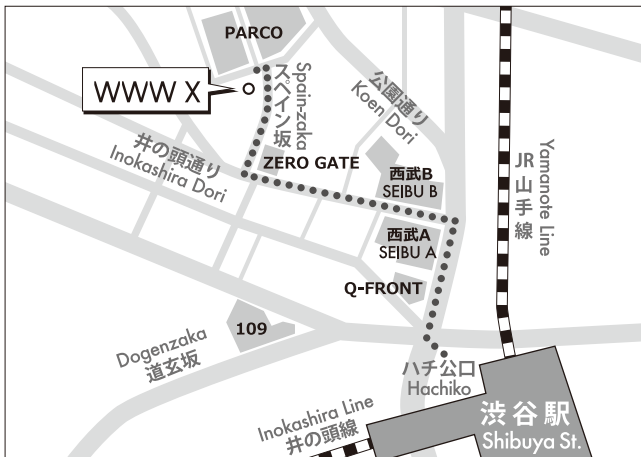 PARCO
WWW X
Spain-zaka
スペイン坂
公園通り
Koen Dori
井の頭通り
Inokashira Dori
ZERO GATE
西武B
SEIBU B
Yamanote Line
JR山手線
西武A
SEIBU A
Q-FRONT
109
Dogenzaka
道玄坂
ハチ公口
Hachiko
Inokashira Line
井の頭線
渋谷駅
Shibuya St.